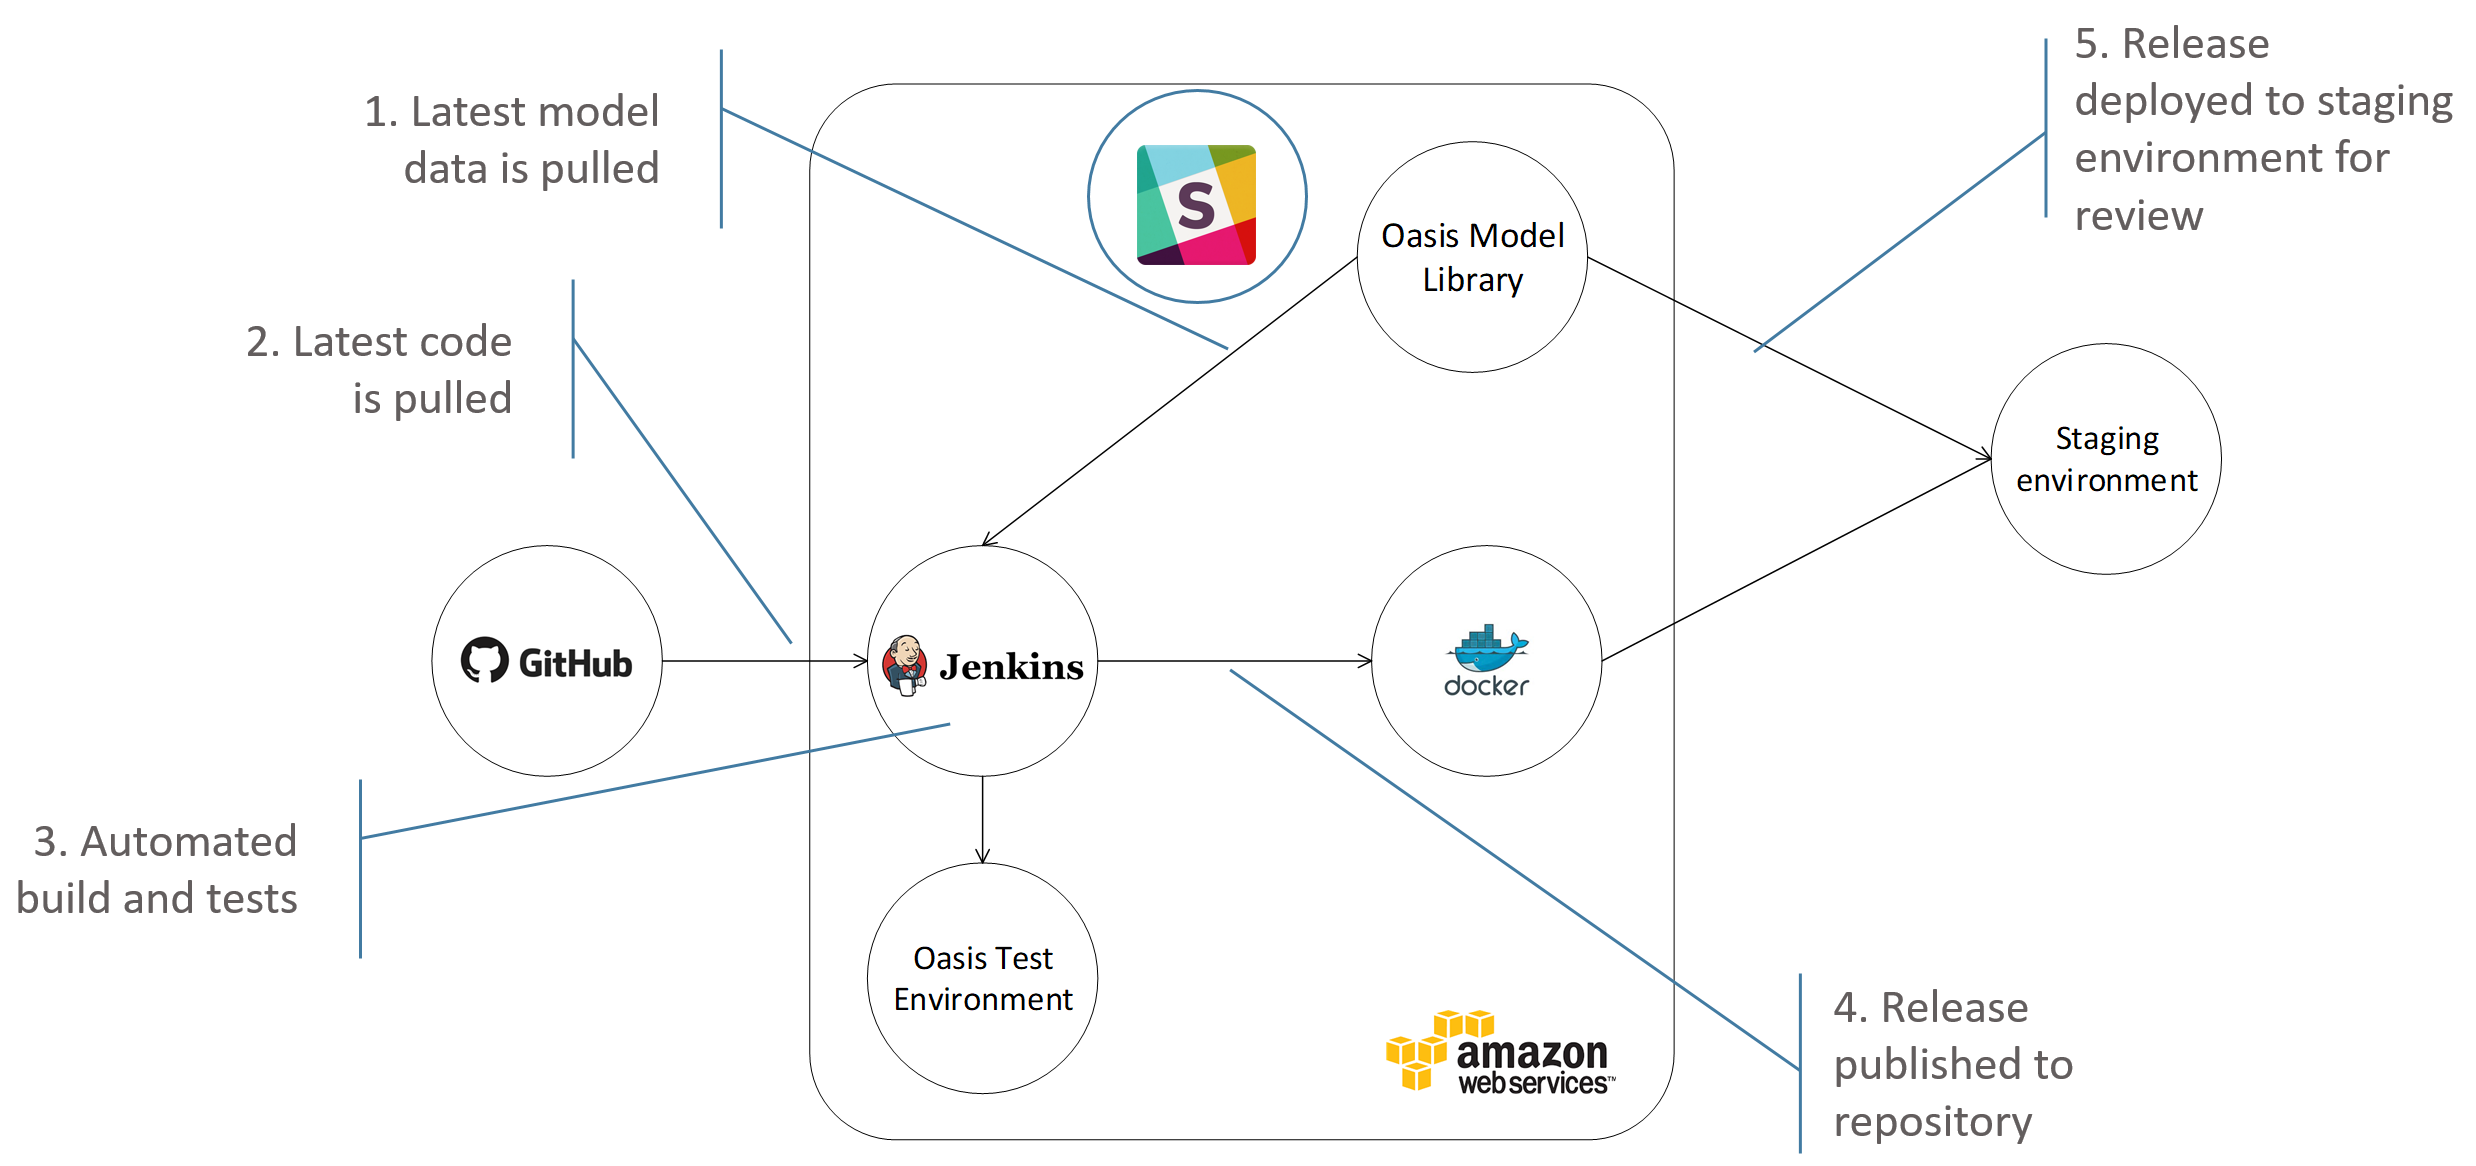 1. Latest model
data is pulled
2. Latest code
is pulled
3. Automated
build and tests
4. Release
published to
repository
5. Release
deployed to staging
environment for
review
S
Oasis Model
Library
Staging
environment
GitHub
Jenkins
docker
Oasis Test
Environment
amazon
web services™